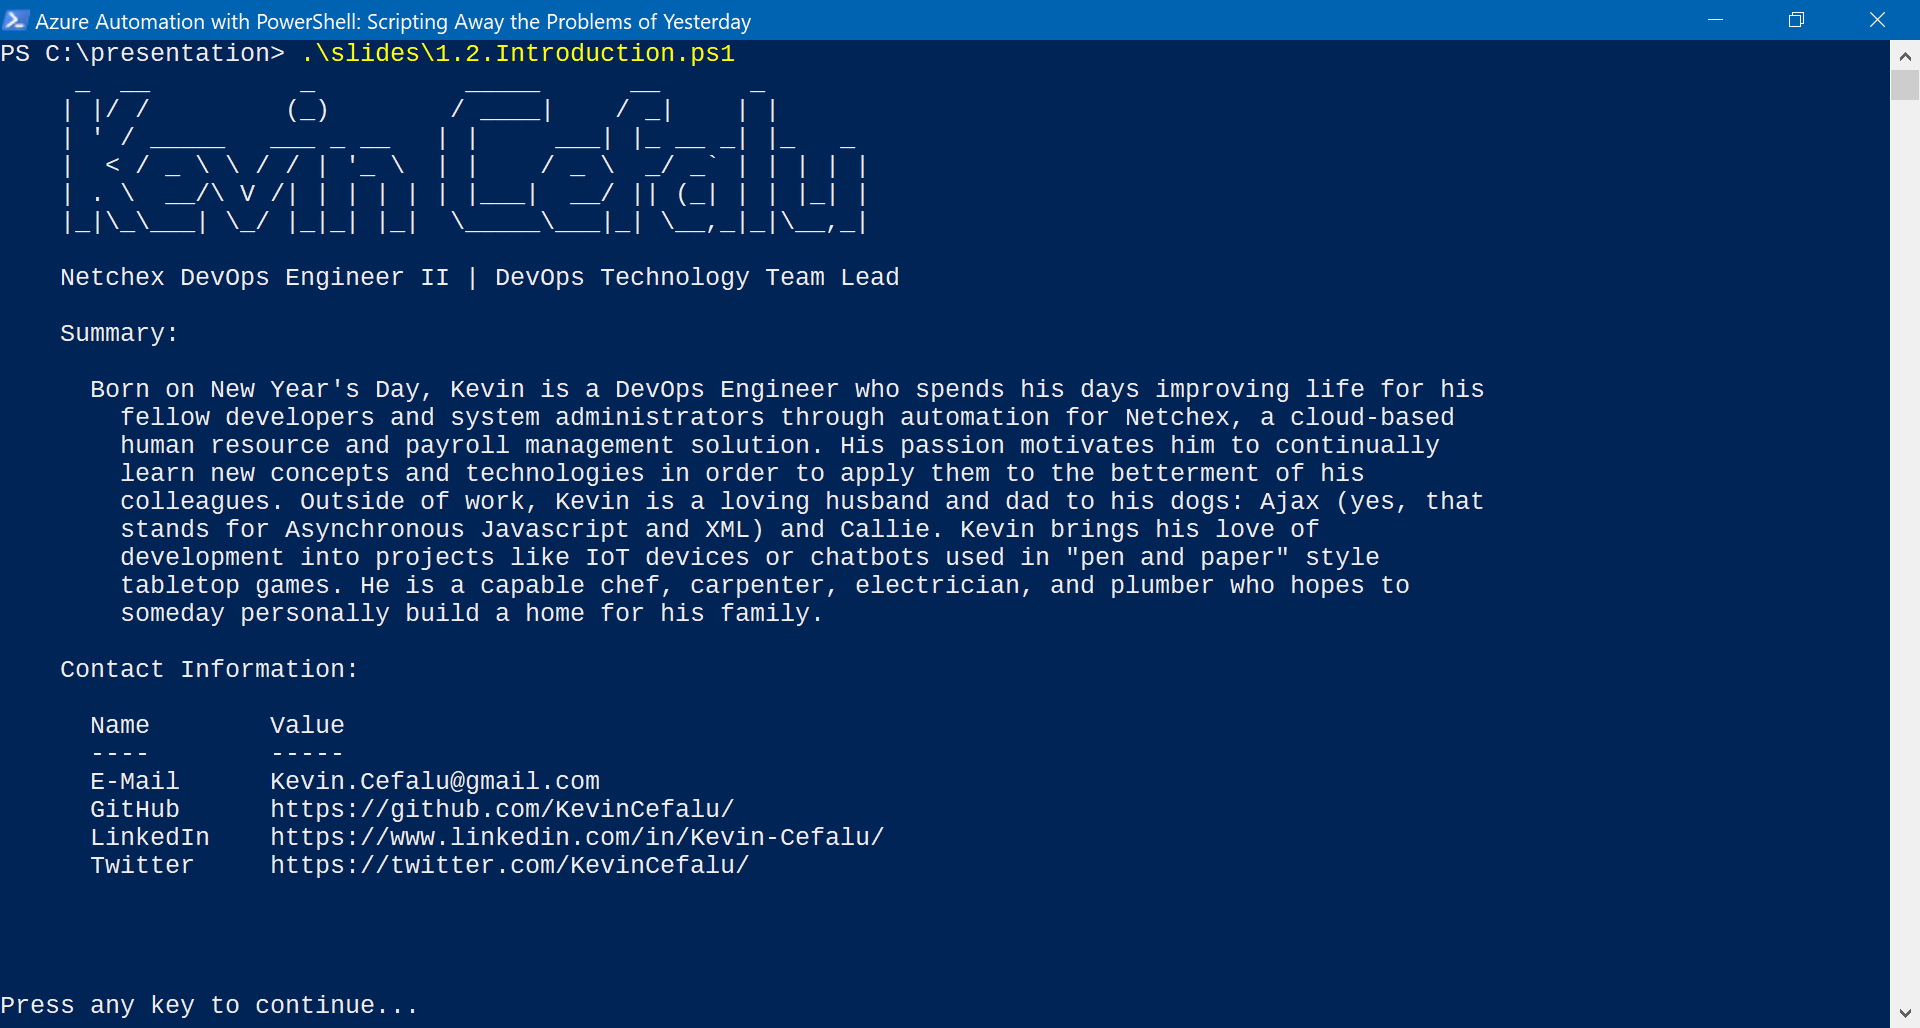 Azure Automation with PowerShell: Scripting Away the Problems of Yesterday
PS C:\presentation> .\slides\1.2.Introduction.ps1
Kevin Cefalu
Netchex DevOps Engineer II | DevOps Technology Team Lead
Summary:
Born on New Year's Day, Kevin is a DevOps Engineer who spends his days improving life for his
fellow developers and system administrators through automation for Netchex, a cloud-based
human resource and payroll management solution. His passion motivates him to continually
learn new concepts and technologies in order to apply them to the betterment of his
colleagues. Outside of work, Kevin is a loving husband and dad to his dogs: Ajax (yes, that
stands for Asynchronous Javascript and XML) and Callie. Kevin brings his love of
development into projects like IoT devices or chatbots used in "pen and paper" style
tabletop games. He is a capable chef, carpenter, electrician, and plumber who hopes to
someday personally build a home for his family.
Contact Information:
Name Value
---- -----
E-Mail Kevin.Cefalu@gmail.com
GitHub https://github.com/KevinCefalu/
LinkedIn https://www.linkedin.com/in/Kevin-Cefalu/
Twitter https://twitter.com/KevinCefalu/
Press any key to continue...